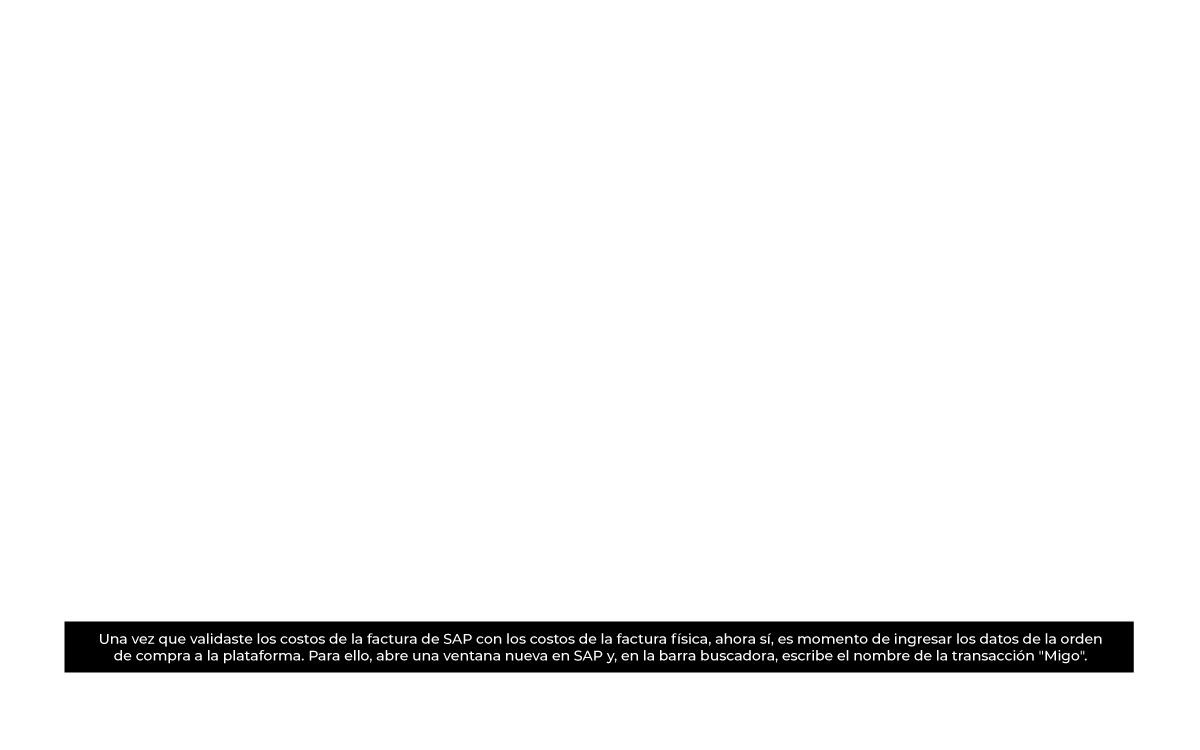 Una vez que validaste los costos de la factura de SAP con los costos de la factura física, ahora sí, es momento de ingresar los datos de la orden
de compra a la plataforma. Para ello, abre una ventana nueva en SAP y, en la barra buscadora, escribe el nombre de la transacción "Migo".